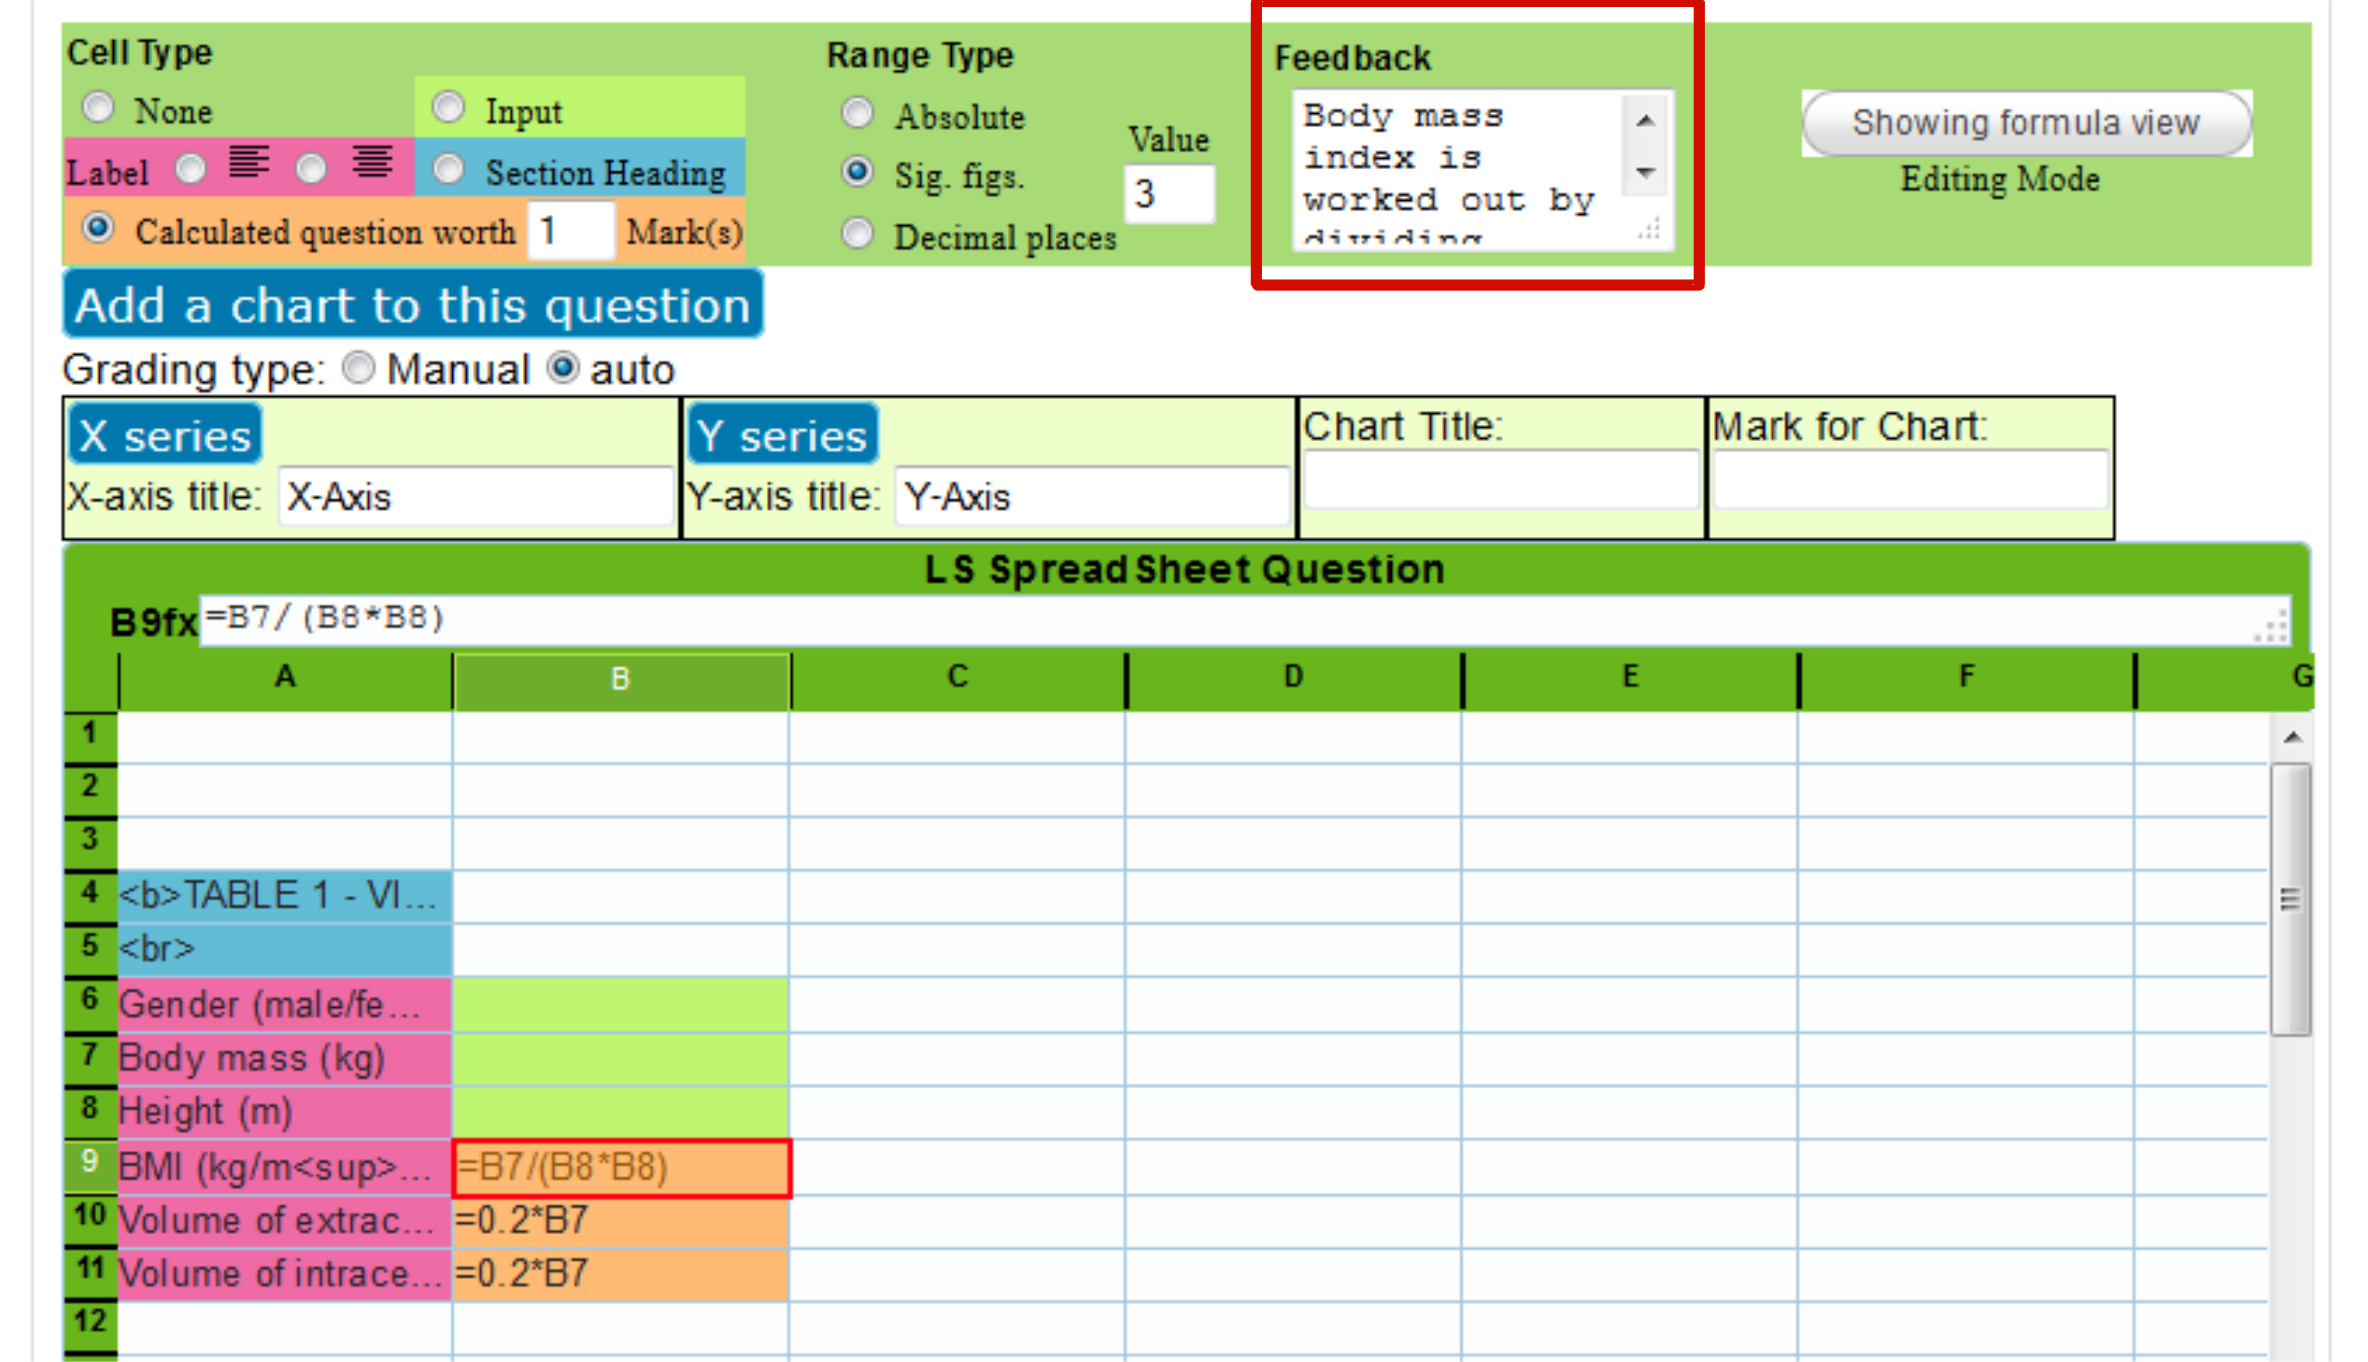 Cell Type
None
Input
Label
Section Heading
Calculated question worth 1 Mark(s)
Range Type
Absolute
Sig. figs.
Decimal places
Value
3
Feedback
Body mass
index is
worked out by
dividing
Showing formula view
Editing Mode
Add a chart to this question
Grading type: Manual auto
X series
X-axis title: X-Axis
Y series
Y-axis title: Y-Axis
Chart Title:
Mark for Chart:
LS SpreadSheet Question
B9fx =B7/(B8*B8)
A B C D E F G
1
2
3
4 <b>TABLE 1 - VI...
5 <br>
6 Gender (male/fe...
7 Body mass (kg)
8 Height (m)
9 BMI (kg/m<sup>... =B7/(B8*B8)
10 Volume of extrac... =0.2*B7
11 Volume of intrace... =0.2*B7
12